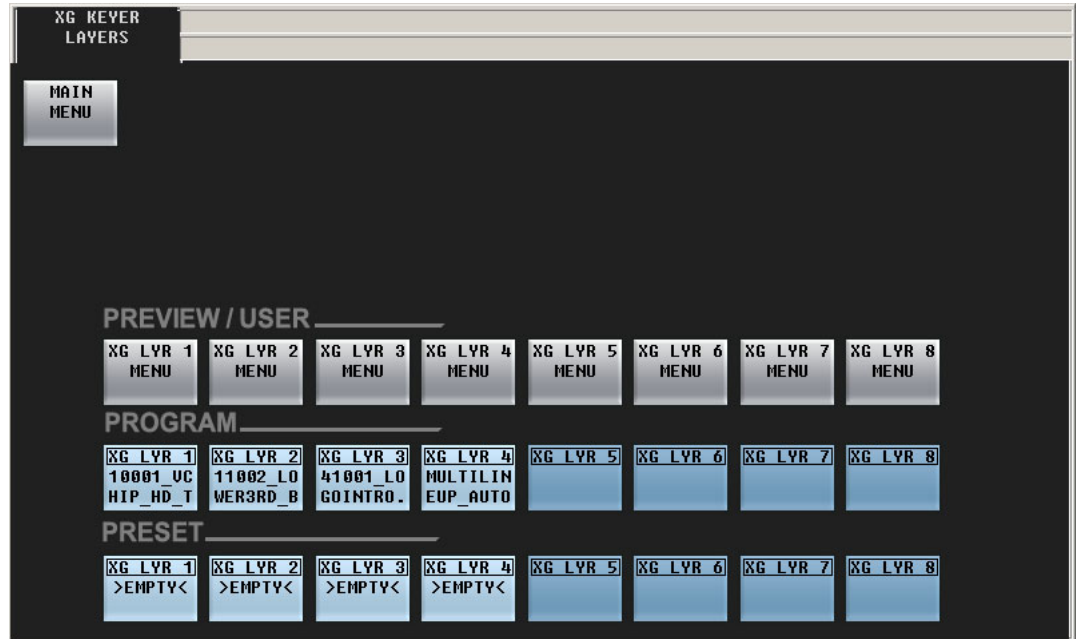 XG KEYER
LAYERS
MAIN
MENU
PREVIEW / USER
XG LYR 1 XG LYR 2 XG LYR 3 XG LYR 4 XG LYR 5 XG LYR 6 XG LYR 7 XG LYR 8
MENU MENU MENU MENU MENU MENU MENU MENU
PROGRAM
XG LYR 1 XG LYR 2 XG LYR 3 XG LYR 4 XG LYR 5 XG LYR 6 XG LYR 7 XG LYR 8
10001_VC 11002_LO 41001_LO MULTILIN
HIP_HD_T WER3RD_B GOINTRO. EUP_AUTO
PRESET
XG LYR 1 XG LYR 2 XG LYR 3 XG LYR 4 XG LYR 5 XG LYR 6 XG LYR 7 XG LYR 8
>EMPTY< >EMPTY< >EMPTY< >EMPTY<